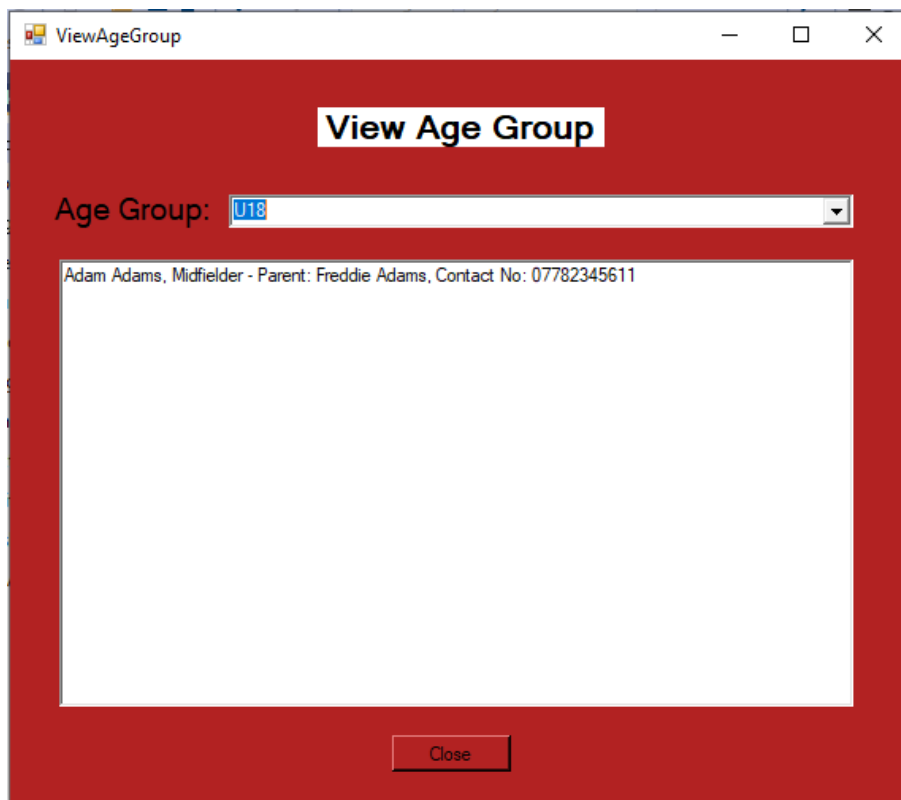 ViewAgeGroup
View Age Group
Age Group: U18
Adam Adams, Midfielder - Parent: Freddie Adams, Contact No: 07782345611
Close